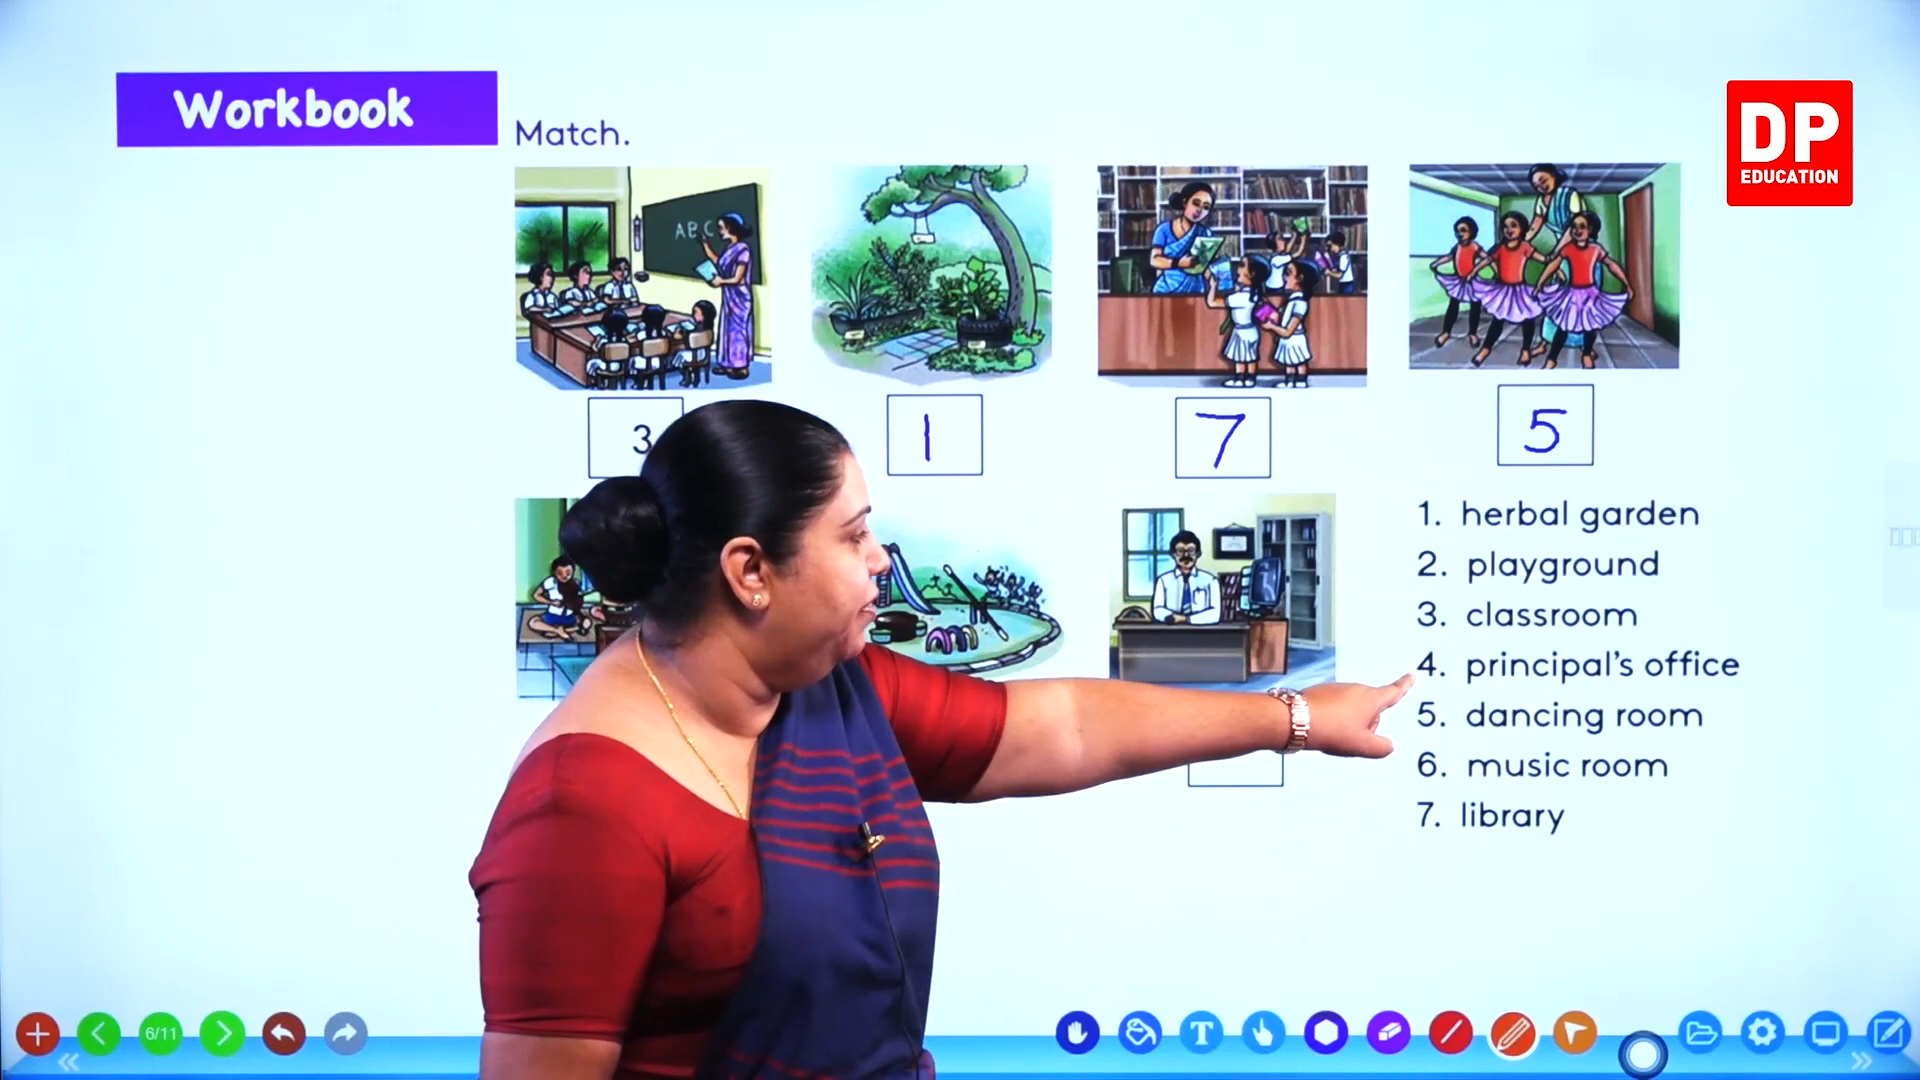 Workbook
Match.
DP
EDUCATION
ABC
3
1
7
5
1. herbal garden
2. playground
3. classroom
4. principal's office
5. dancing room
6. music room
7. library
6/11
T